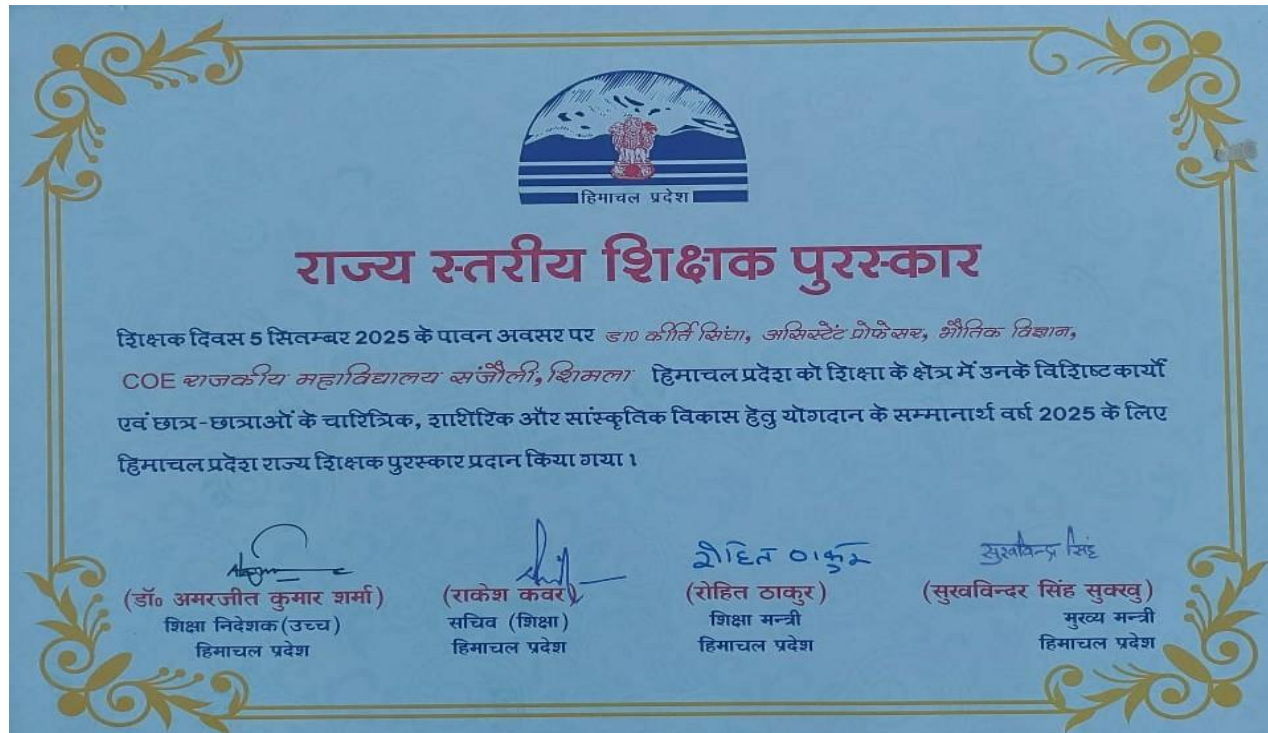 हिमाचल प्रदेश
राज्य स्तरीय शिक्षक पुरस्कार
शिक्षक दिवस 5 सितम्बर 2025 के पावन अवसर पर डा० कीर्ति सिंघा, असिस्टेंट प्रोफेसर, भौतिक विज्ञान,
COE राजकीय महाविद्यालय संजौली, शिमला हिमाचल प्रदेश को शिक्षा के क्षेत्र में उनके विशिष्ट कार्यों
एवं छात्र-छात्राओं के चारित्रिक, शारीरिक और सांस्कृतिक विकास हेतु योगदान के सम्मानार्थ वर्ष 2025 के लिए
हिमाचल प्रदेश राज्य शिक्षक पुरस्कार प्रदान किया गया।
रोहित ठाकुर सुखविन्द्र सिंह
(डॉ० अमरजीत कुमार शर्मा) (राकेश कंवर) (रोहित ठाकुर) (सुखविन्दर सिंह सुक्खु)
शिक्षा निदेशक(उच्च) सचिव (शिक्षा) शिक्षा मन्त्री मुख्य मन्त्री
हिमाचल प्रदेश हिमाचल प्रदेश हिमाचल प्रदेश हिमाचल प्रदेश